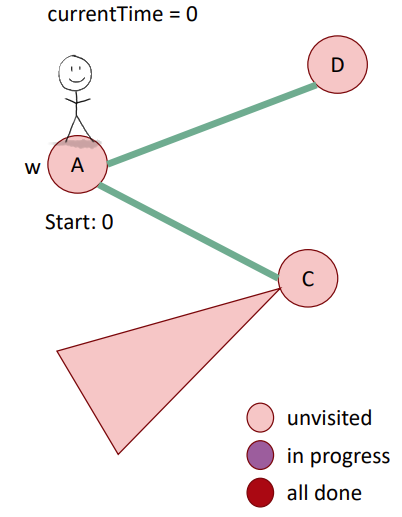 currentTime = 0
D
w
A
Start: 0
C
unvisited
in progress
all done